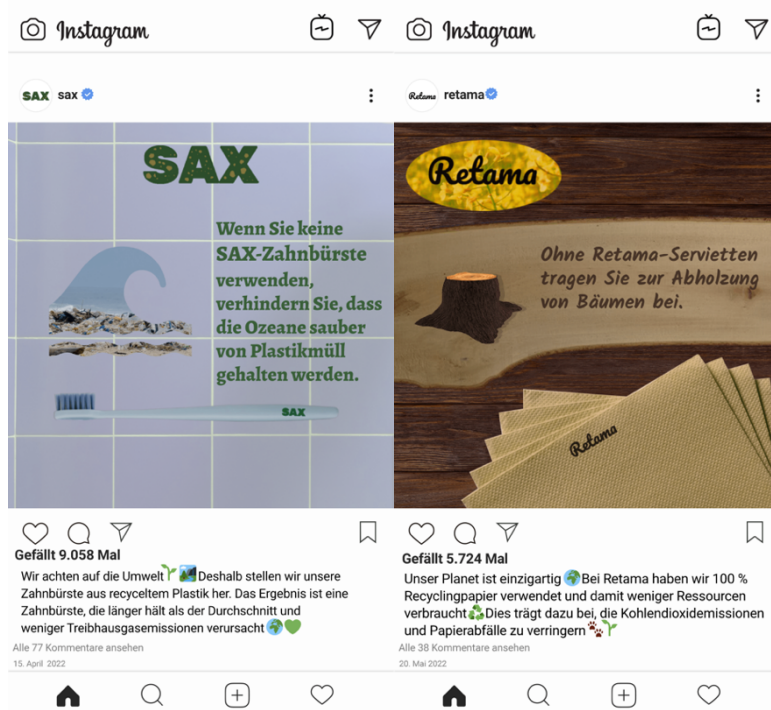 Instagram
SAX sax
SAX
Wenn Sie keine
SAX-Zahnbürste
verwenden,
verhindern Sie, dass
die Ozeane sauber
von Plastikmüll
gehalten werden.
SAX
Gefällt 9.058 Mal
Wir achten auf die Umwelt🌱 🏞️Deshalb stellen wir unsere
Zahnbürste aus recyceltem Plastik her. Das Ergebnis ist eine
Zahnbürste, die länger hält als der Durchschnitt und
weniger Treibhausgasemissionen verursacht 🌍💚
Alle 77 Kommentare ansehen
15. April 2022
Instagram
Retama retama
Retama
Ohne Retama-Servietten
tragen Sie zur Abholzung
von Bäumen bei.
Retama
Gefällt 5.724 Mal
Unser Planet ist einzigartig 🌍Bei Retama haben wir 100 %
Recyclingpapier verwendet und damit weniger Ressourcen
verbraucht♻️Dies trägt dazu bei, die Kohlendioxidemissionen
und Papierabfälle zu verringern 🐾🌱
Alle 38 Kommentare ansehen
20. Mai 2022